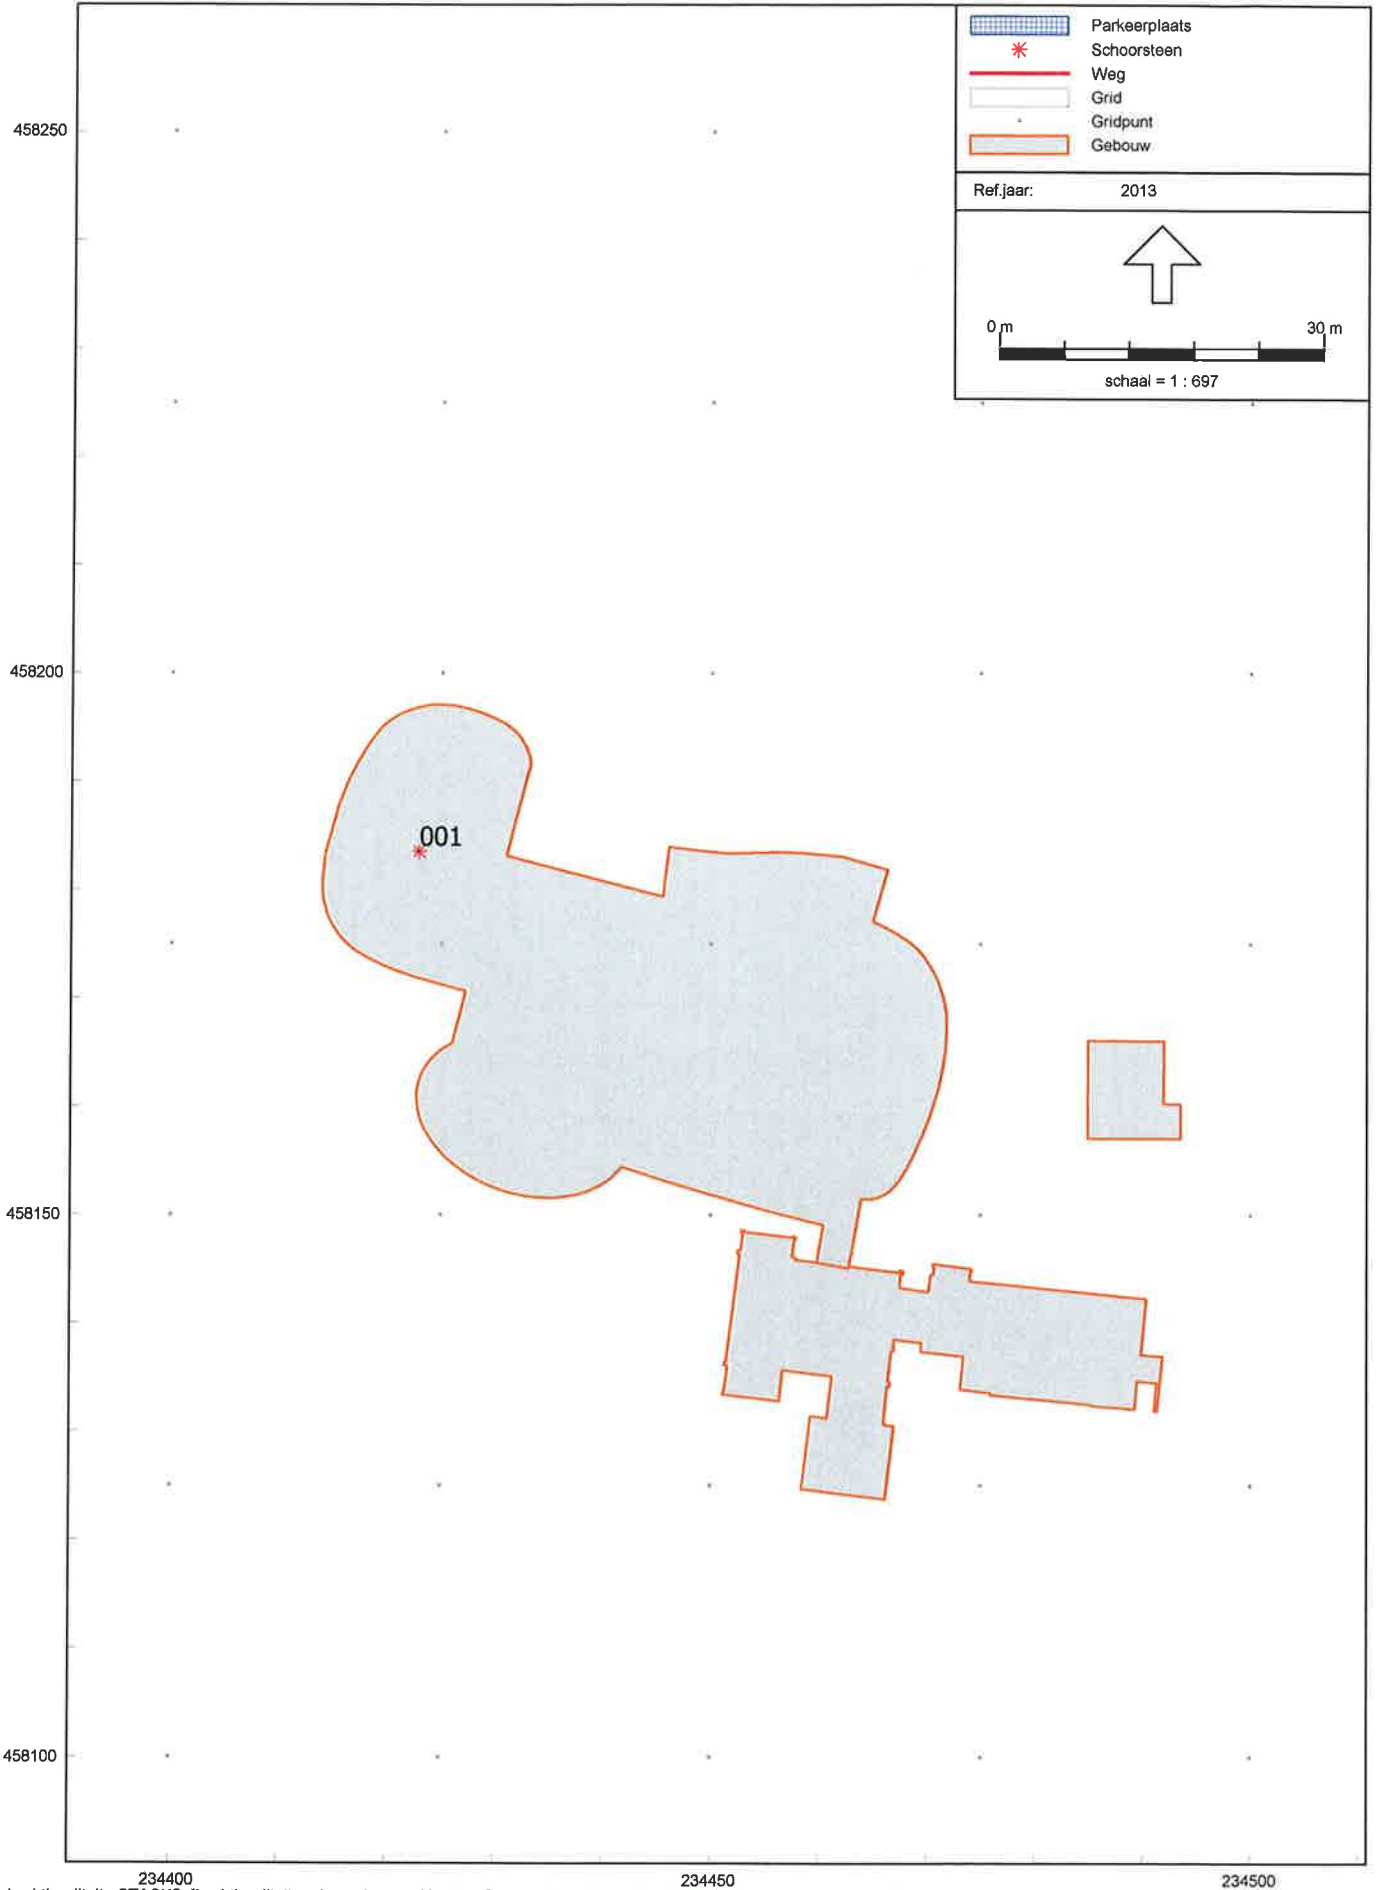 Parkeerplaats
Schoorsteen
Weg
Grid
Gridpunt
Gebouw
Ref.jaar: 2013
0 m 30 m
schaal = 1 : 697
458250
458200
001
458150
458100
234400 234450 234500